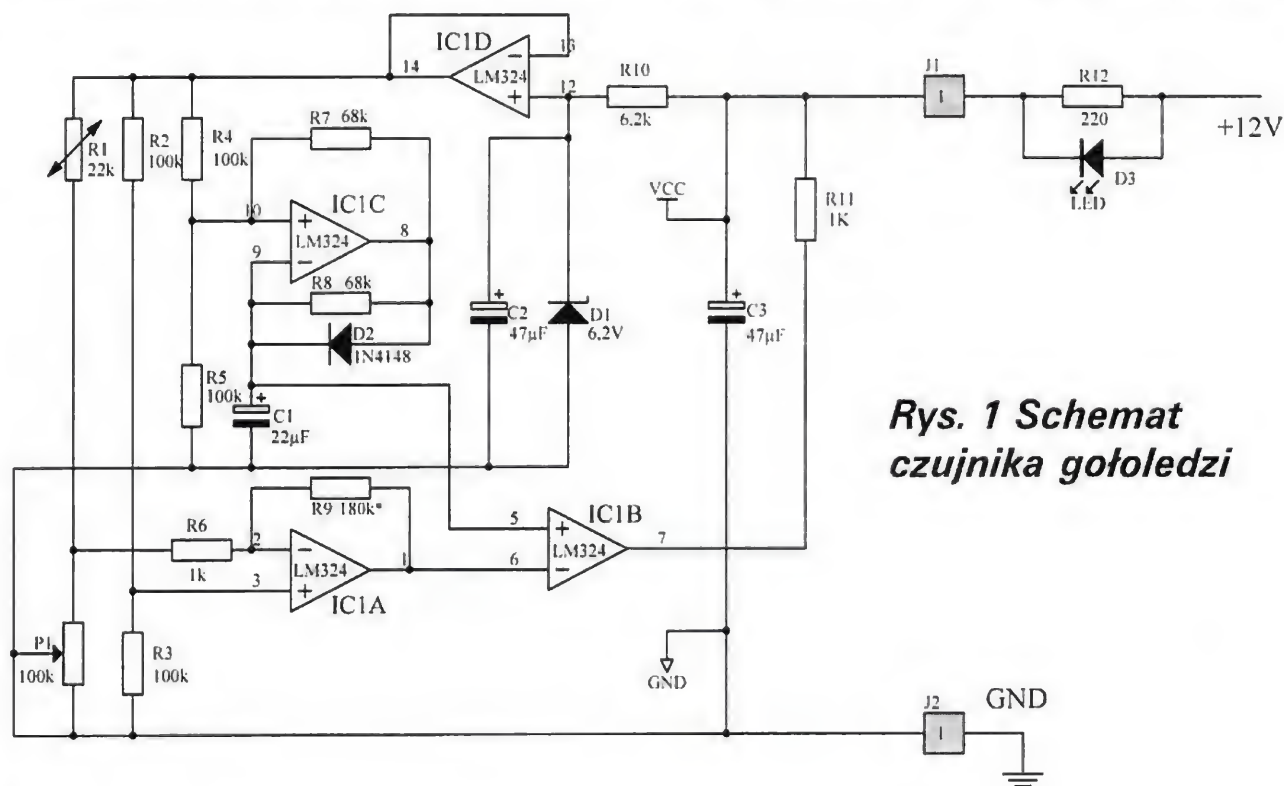 IC1D
13
14
LM324
12
R10
6.2k
J1
1
R12
220
+12V
D3
LED
R1
22k
R2
100k
R4
100k
R7 68k
10
IC1C
LM324
8
9
R8 68k
D2
1N4148
VCC
R11
1K
+
C2
47µF
D1
6.2V
+
C3
47µF
R5
100k
+
C1
22µF
Rys. 1 Schemat
czujnika gołoledzi
R9 180k*
R6
1k
2
LM324
1
3
IC1A
5
IC1B
LM324
7
6
P1
100k
R3
100k
GND
J2
1
GND